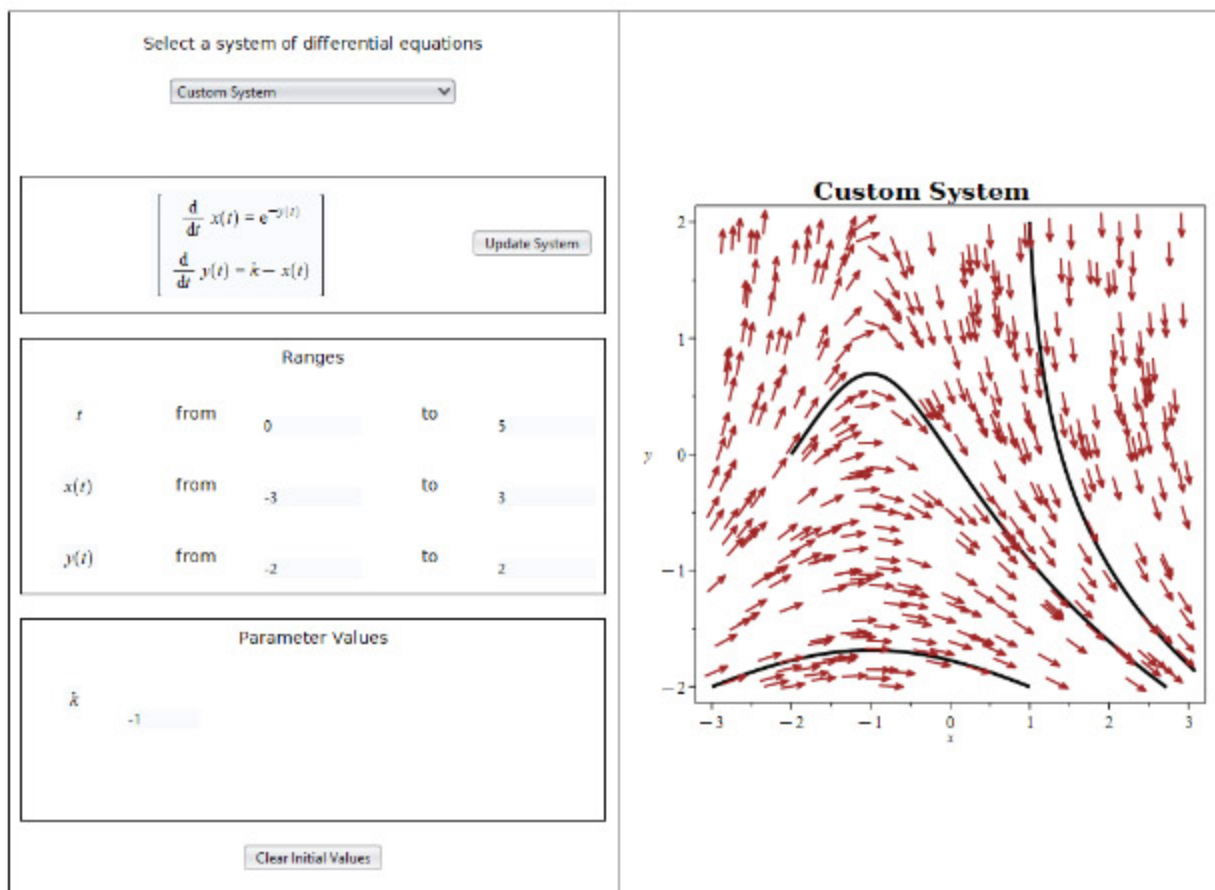 Select a system of differential equations
Custom System
d/dt x(t) = e^-y(t)
d/dt y(t) = k - x(t)
Update System
Ranges
t from 0 to 5
x(t) from -3 to 3
y(t) from -2 to 2
Parameter Values
k
-1
Clear Initial Values
Custom System
2
1
y 0
-1
-2
-3 -2 -1 0 1 2 3
x